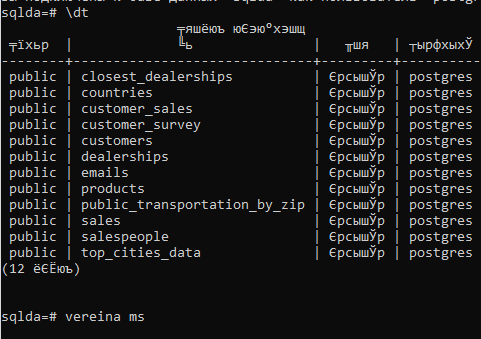 sqlda=# \dt
╤яшёюъ юЄэю°хэшщ
╤їхьр | ╚ь | ╥шя | ┬ырфхыхЎ
--------+------------------------------+---------+----------
public | closest_dealerships | ЄрсышЎр | postgres
public | countries | ЄрсышЎр | postgres
public | customer_sales | ЄрсышЎр | postgres
public | customer_survey | ЄрсышЎр | postgres
public | customers | ЄрсышЎр | postgres
public | dealerships | ЄрсышЎр | postgres
public | emails | ЄрсышЎр | postgres
public | products | ЄрсышЎр | postgres
public | public_transportation_by_zip | ЄрсышЎр | postgres
public | sales | ЄрсышЎр | postgres
public | salespeople | ЄрсышЎр | postgres
public | top_cities_data | ЄрсышЎр | postgres
(12 ёЄЁюъ)
sqlda=# vereina ms